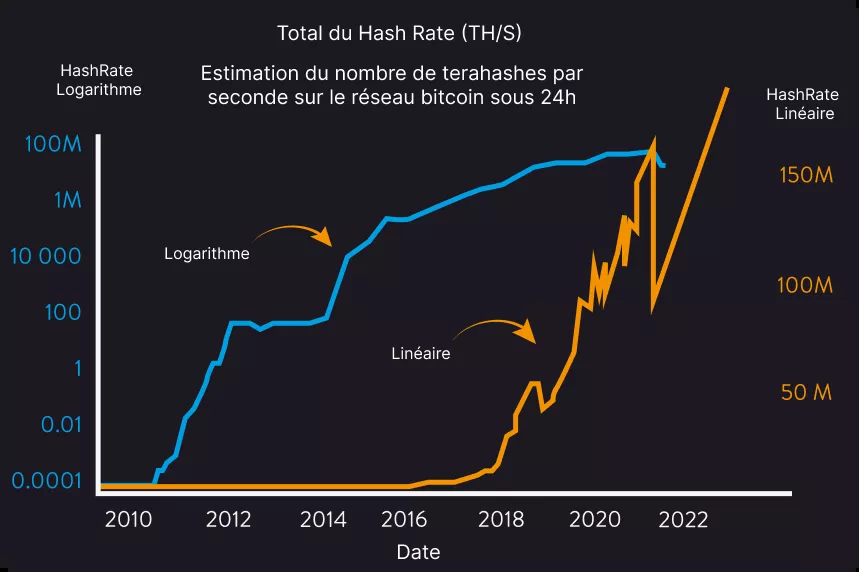 Total du Hash Rate (TH/S)
HashRate
Logarithme
Estimation du nombre de terahashes par
seconde sur le réseau bitcoin sous 24h
HashRate
Linéaire
100M
1M
10 000
100
1
0.01
0.0001
Logarithme
Linéaire
150M
100M
50 M
2010 2012 2014 2016 2018 2020 2022
Date